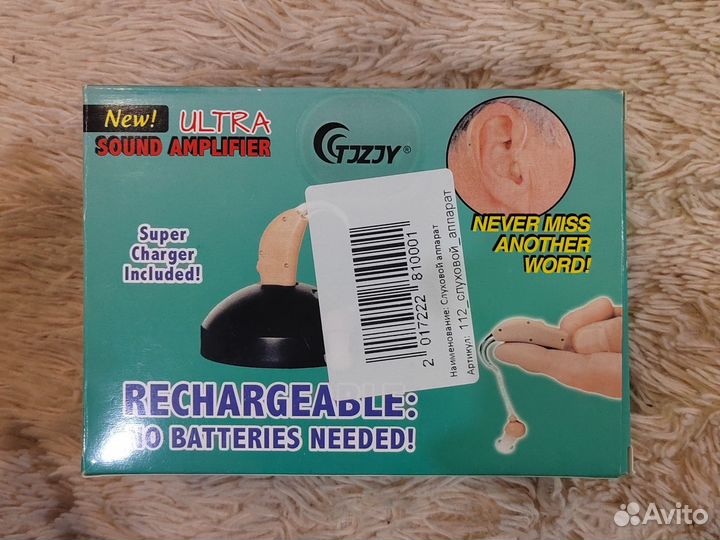 New! ULTRA
SOUND AMPLIFIER
TJZJY®
NEVER MISS
ANOTHER
WORD!
Super
Charger
Included!
2 017222 810001
Наименование: Слуховой аппарат
Артикул: 112_слуховой_аппарат
RECHARGEABLE:
NO BATTERIES NEEDED!
Avito